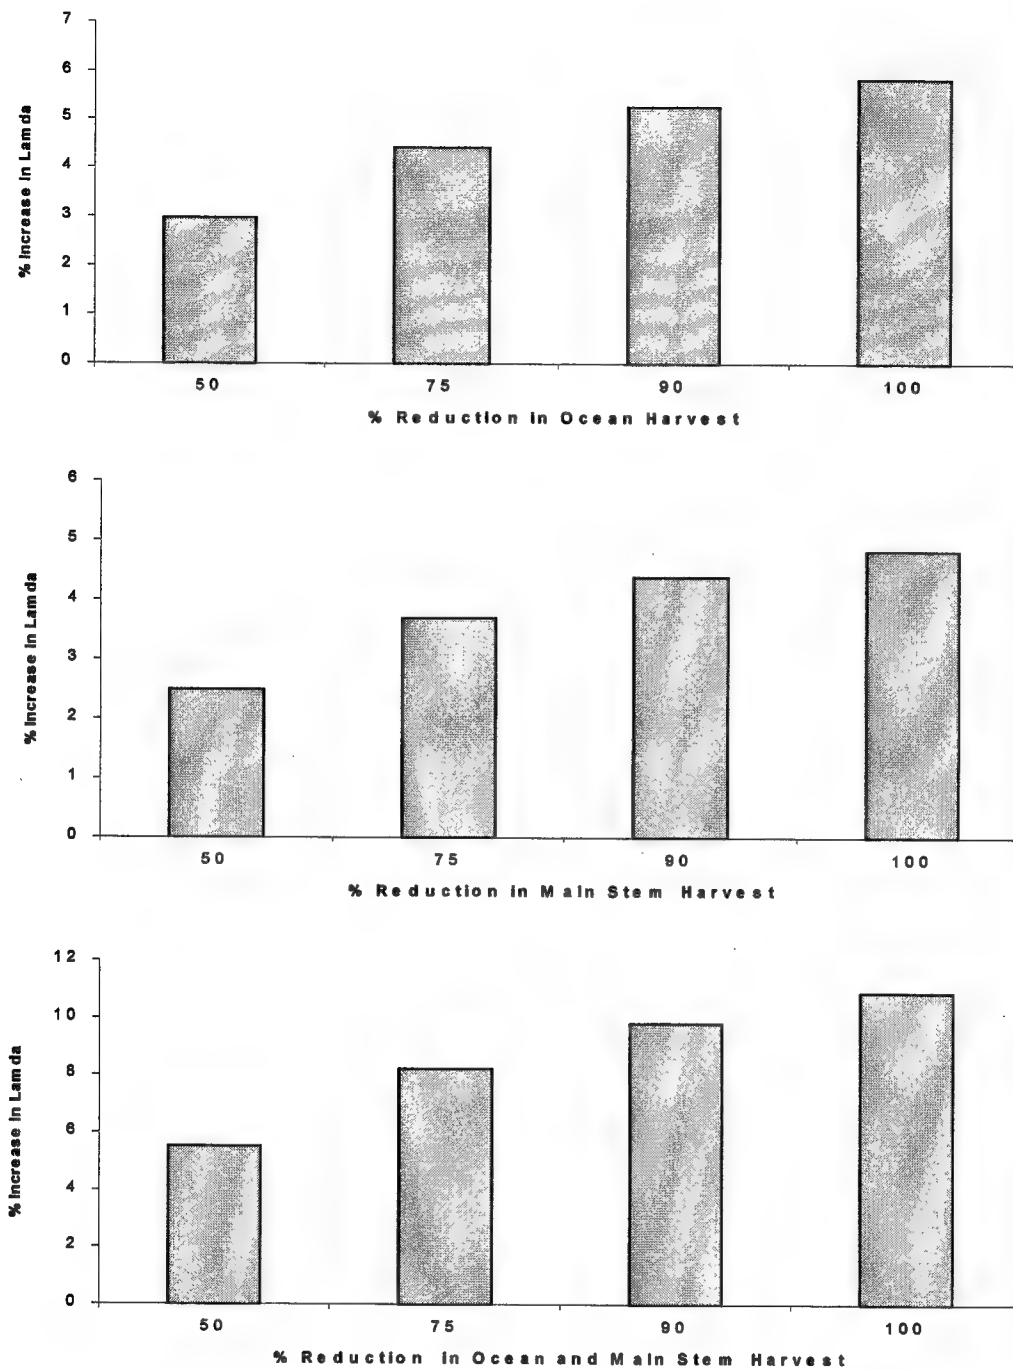 7
6
5
4
3
2
1
0
% Increase in Lamda
50 75 90 100
% Reduction in Ocean Harvest
6
5
4
3
2
1
0
% Increase in Lamda
50 75 90 100
% Reduction in Main Stem Harvest
12
10
8
6
4
2
0
% Increase in Lamda
50 75 90 100
% Reduction in Ocean and Main Stem Harvest